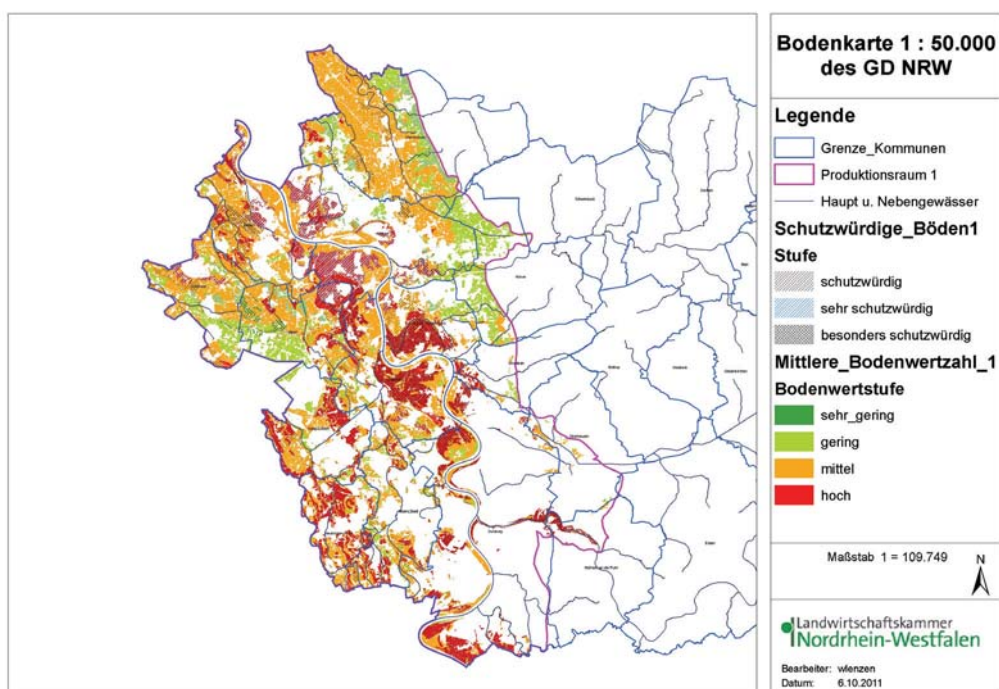 Bodenkarte 1 : 50.000
des GD NRW
Legende
Grenze_Kommunen
Produktionsraum 1
Haupt u. Nebengewässer
Schutzwürdige_Böden1
Stufe
schutzwürdig
sehr schutzwürdig
besonders schutzwürdig
Mittlere_Bodenwertzahl_1
Bodenwertstufe
sehr_gering
gering
mittel
hoch
Maßstab 1 = 109.749
N
Landwirtschaftskammer
Nordrhein-Westfalen
Bearbeiter: wlenzen
Datum: 6.10.2011